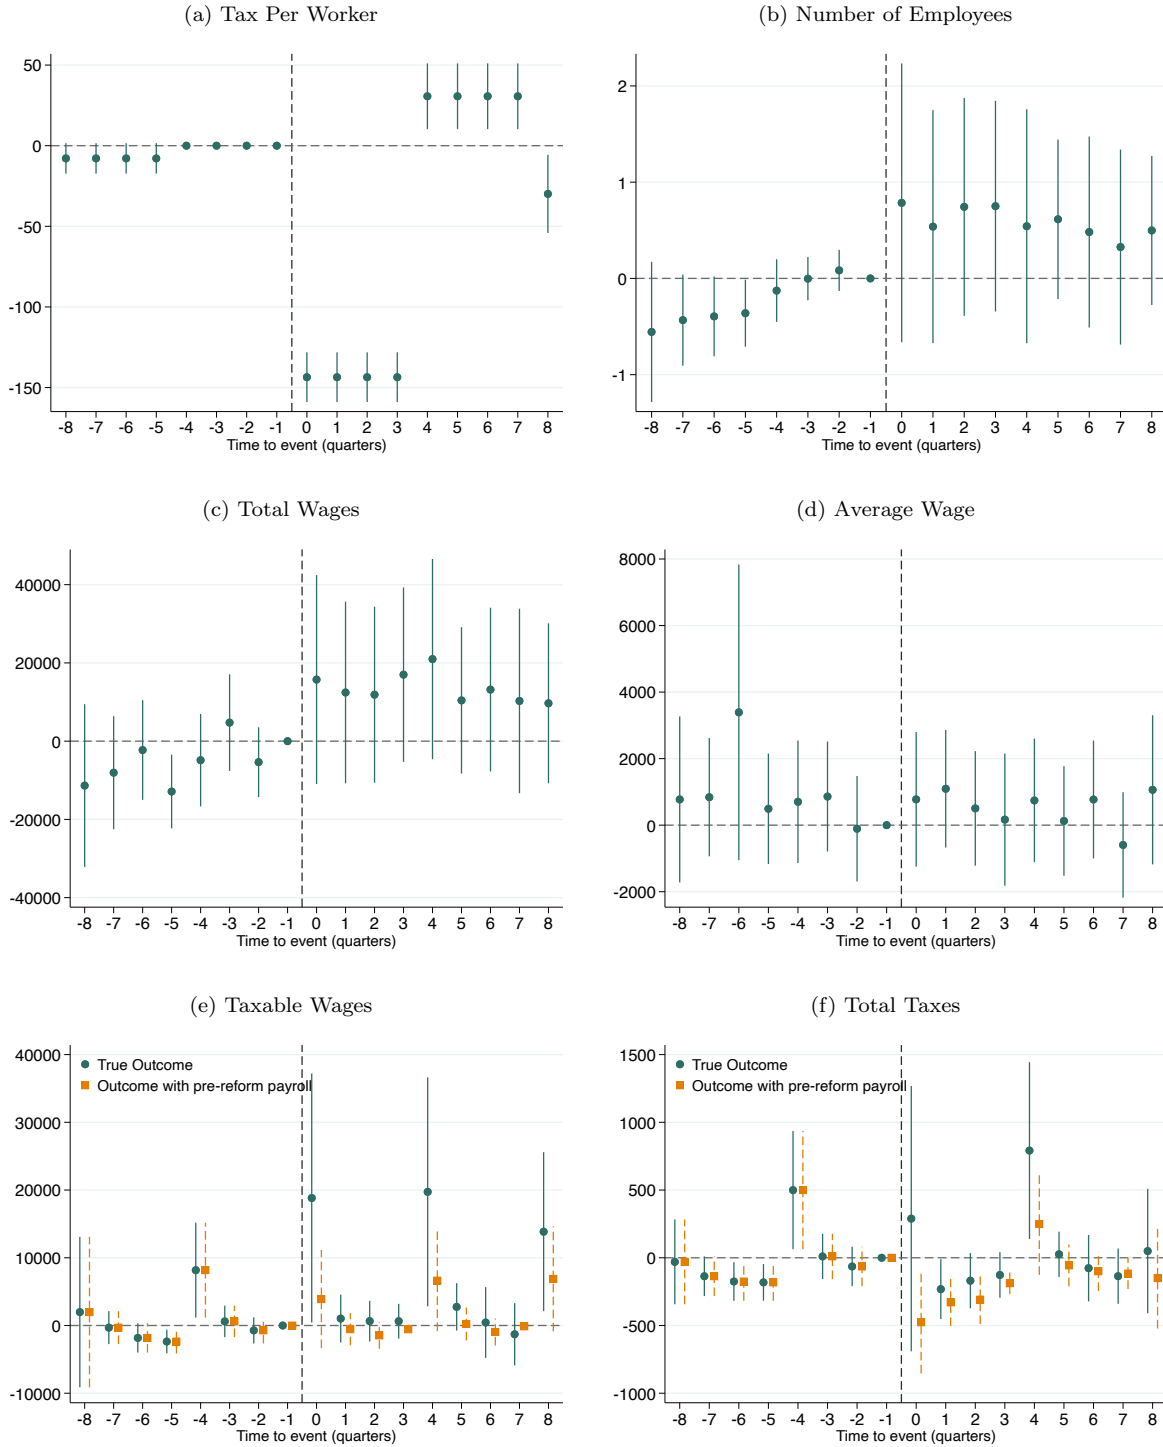 (a) Tax Per Worker
50
0
-50
-100
-150
-8 -7 -6 -5 -4 -3 -2 -1 0 1 2 3 4 5 6 7 8
Time to event (quarters)
(b) Number of Employees
2
1
0
-1
-8 -7 -6 -5 -4 -3 -2 -1 0 1 2 3 4 5 6 7 8
Time to event (quarters)
(c) Total Wages
40000
20000
0
-20000
-40000
-8 -7 -6 -5 -4 -3 -2 -1 0 1 2 3 4 5 6 7 8
Time to event (quarters)
(d) Average Wage
8000
6000
4000
2000
0
-2000
-8 -7 -6 -5 -4 -3 -2 -1 0 1 2 3 4 5 6 7 8
Time to event (quarters)
(e) Taxable Wages
40000
30000
20000
10000
0
-10000
True Outcome
Outcome with pre-reform payroll
-8 -7 -6 -5 -4 -3 -2 -1 0 1 2 3 4 5 6 7 8
Time to event (quarters)
(f) Total Taxes
1500
1000
500
0
-500
-1000
True Outcome
Outcome with pre-reform payroll
-8 -7 -6 -5 -4 -3 -2 -1 0 1 2 3 4 5 6 7 8
Time to event (quarters)